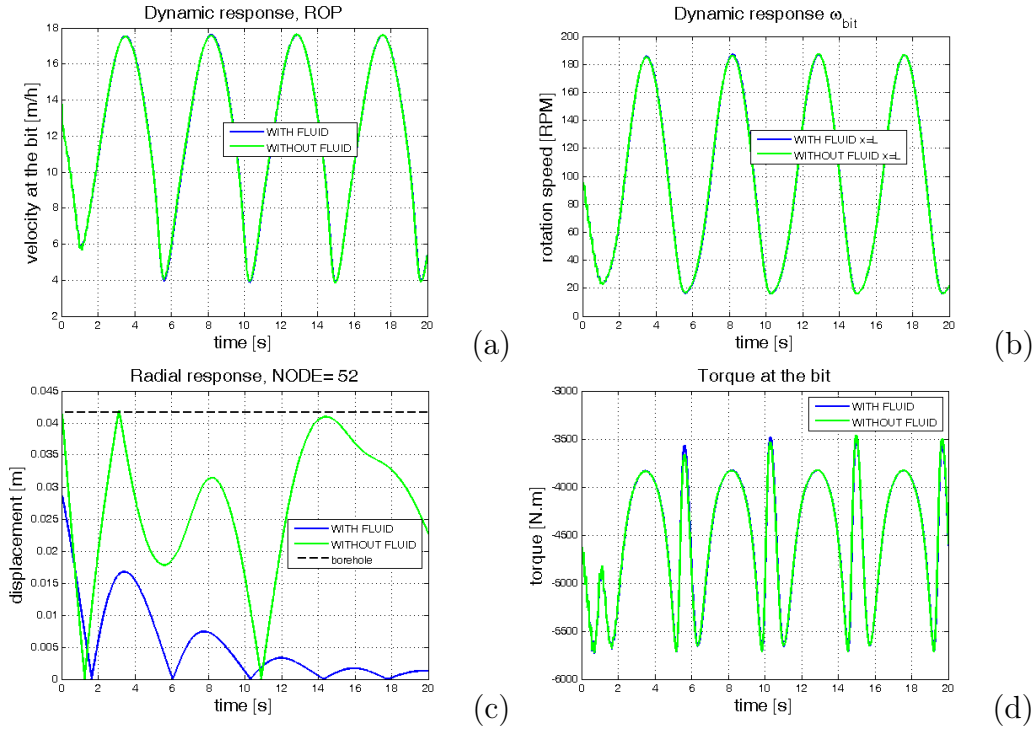 Dynamic response, ROP
18
16
14
12
10
8
6
4
2
velocity at the bit [m/h]
WITH FLUID
WITHOUT FLUID
0 2 4 6 8 10 12 14 16 18 20
time [s]
(a)
Dynamic response ω_bit
200
180
160
140
120
100
80
60
40
20
0
rotation speed [RPM]
WITH FLUID x=L
WITHOUT FLUID x=L
0 2 4 6 8 10 12 14 16 18 20
time [s]
(b)
Radial response, NODE= 52
0.045
0.04
0.035
0.03
0.025
0.02
0.015
0.01
0.005
0
displacement [m]
WITH FLUID
WITHOUT FLUID
borehole
0 2 4 6 8 10 12 14 16 18 20
time [s]
(c)
Torque at the bit
-3000
-3500
-4000
-4500
-5000
-5500
-6000
torque [N.m]
WITH FLUID
WITHOUT FLUID
0 2 4 6 8 10 12 14 16 18 20
time [s]
(d)